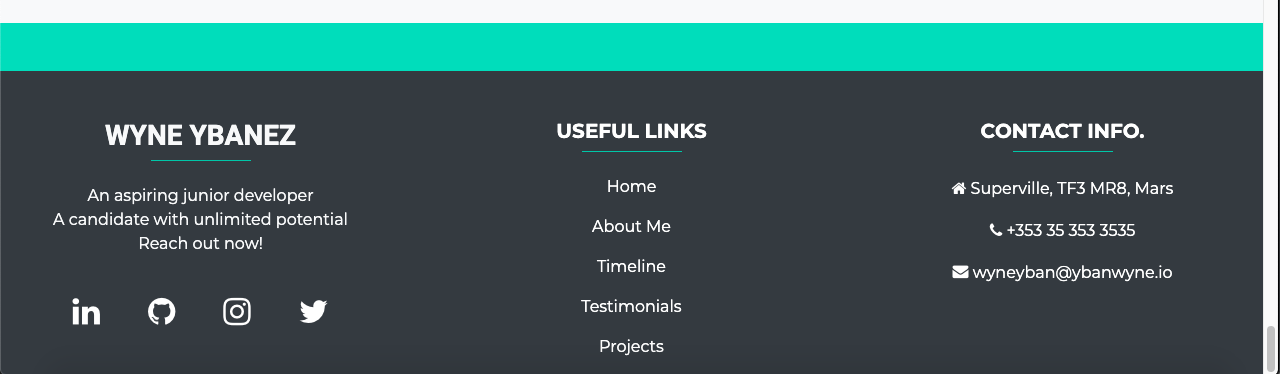 WYNE YBANEZ
An aspiring junior developer
A candidate with unlimited potential
Reach out now!
USEFUL LINKS
Home
About Me
Timeline
Testimonials
Projects
CONTACT INFO.
Superville, TF3 MR8, Mars
+353 35 353 3535
wyneyban@ybanwyne.io